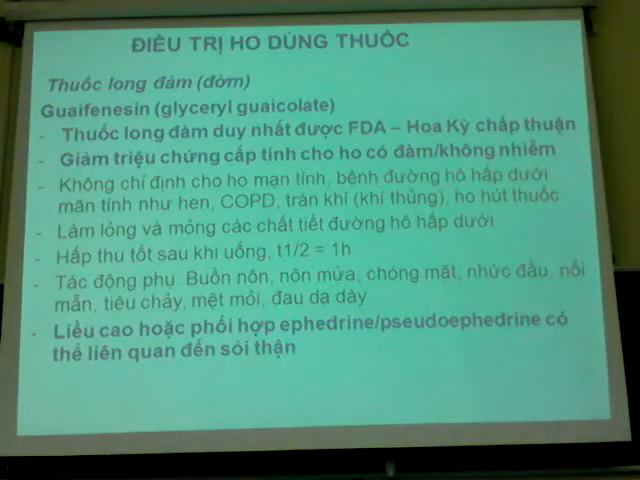 ĐIỀU TRỊ HO DÙNG THUỐC
Thuốc long đàm (đờm)
Guaifenesin (glyceryl guaicolate)
- Thuốc long đàm duy nhất được FDA – Hoa Kỳ chấp thuận
- Giảm triệu chứng cấp tính cho ho có đàm/không nhiễm
- Không chỉ định cho ho mạn tính, bệnh đường hô hấp dưới
mãn tính như hen, COPD, tràn khí (khí thủng), ho hút thuốc
- Làm lỏng và mỏng các chất tiết đường hô hấp dưới
- Hấp thu tốt sau khi uống, t1/2 = 1h
- Tác động phụ: Buồn nôn, nôn mửa, chóng mặt, nhức đầu, nổi
mẫn, tiêu chảy, mệt mỏi, đau dạ dày
- Liều cao hoặc phối hợp ephedrine/pseudoephedrine có
thể liên quan đến sỏi thận